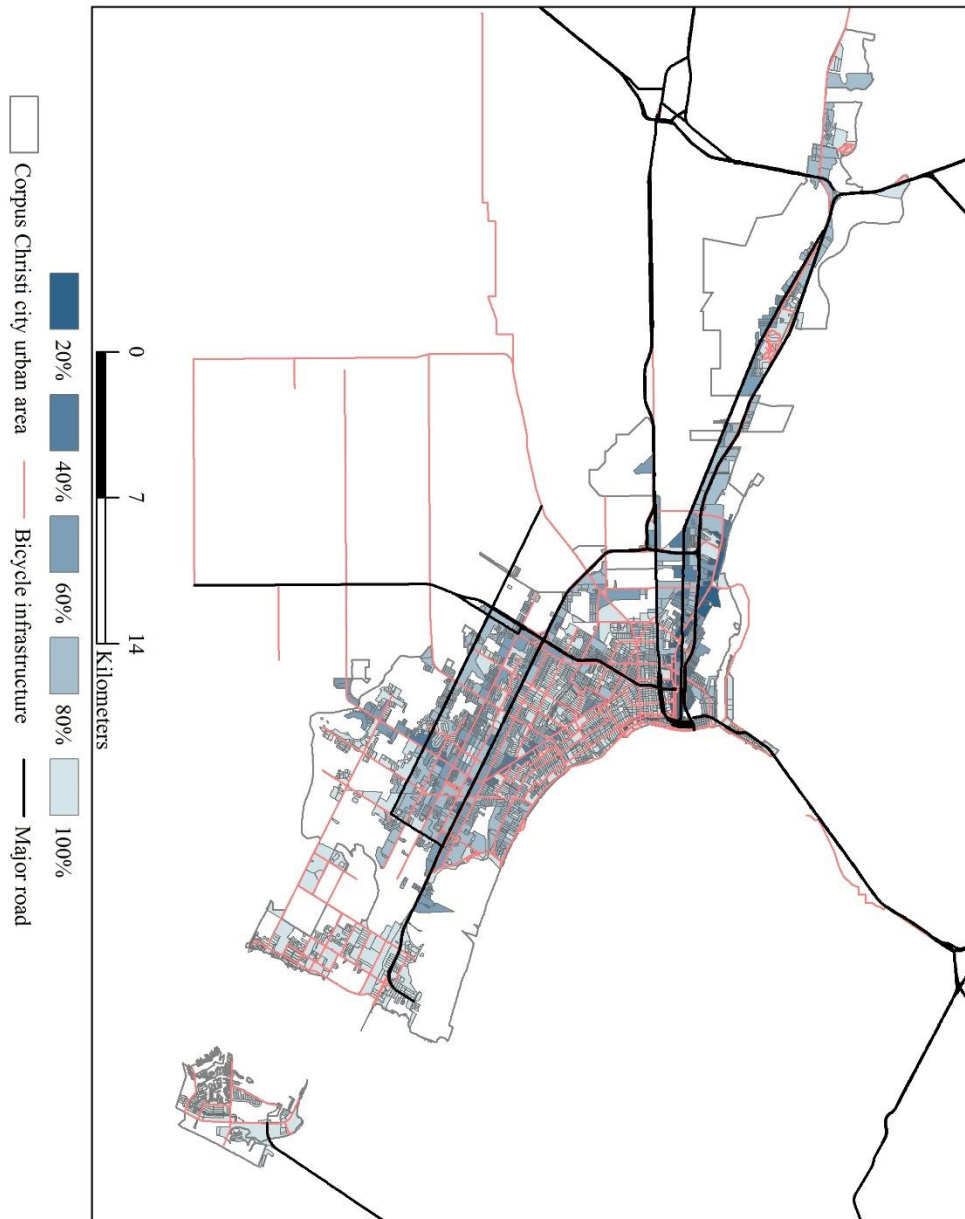 0 7 14
Kilometers
20% 40% 60% 80% 100%
Corpus Christi city urban area Bicycle infrastructure Major road